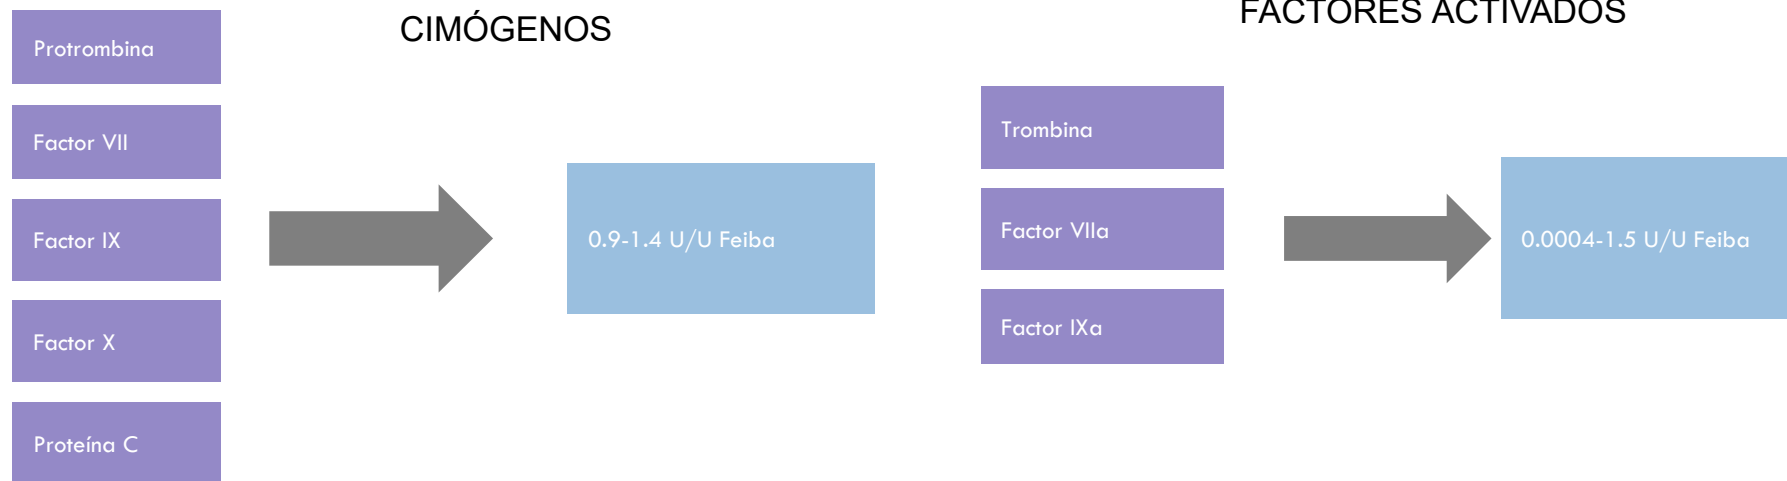 CIMÓGENOS
Protrombina
Factor VII
Factor IX
Factor X
Proteína C
0.9-1.4 U/U Feiba
FACTORES ACTIVADOS
Trombina
Factor VIIa
Factor IXa
0.0004-1.5 U/U Feiba